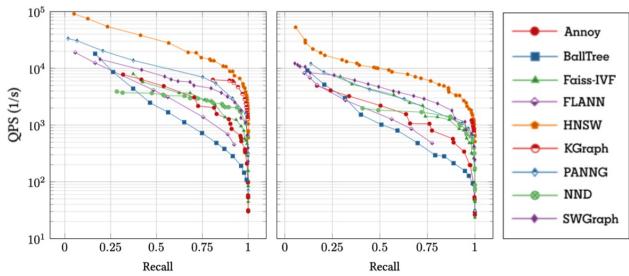 10^5
10^4
10^3
10^2
10^1
QPS (1/s)
0 0.25 0.5 0.75 1
Recall
0 0.25 0.5 0.75 1
Recall
Annoy
BallTree
Faiss-IVF
FLANN
HNSW
KGraph
PANNG
NND
SWGraph